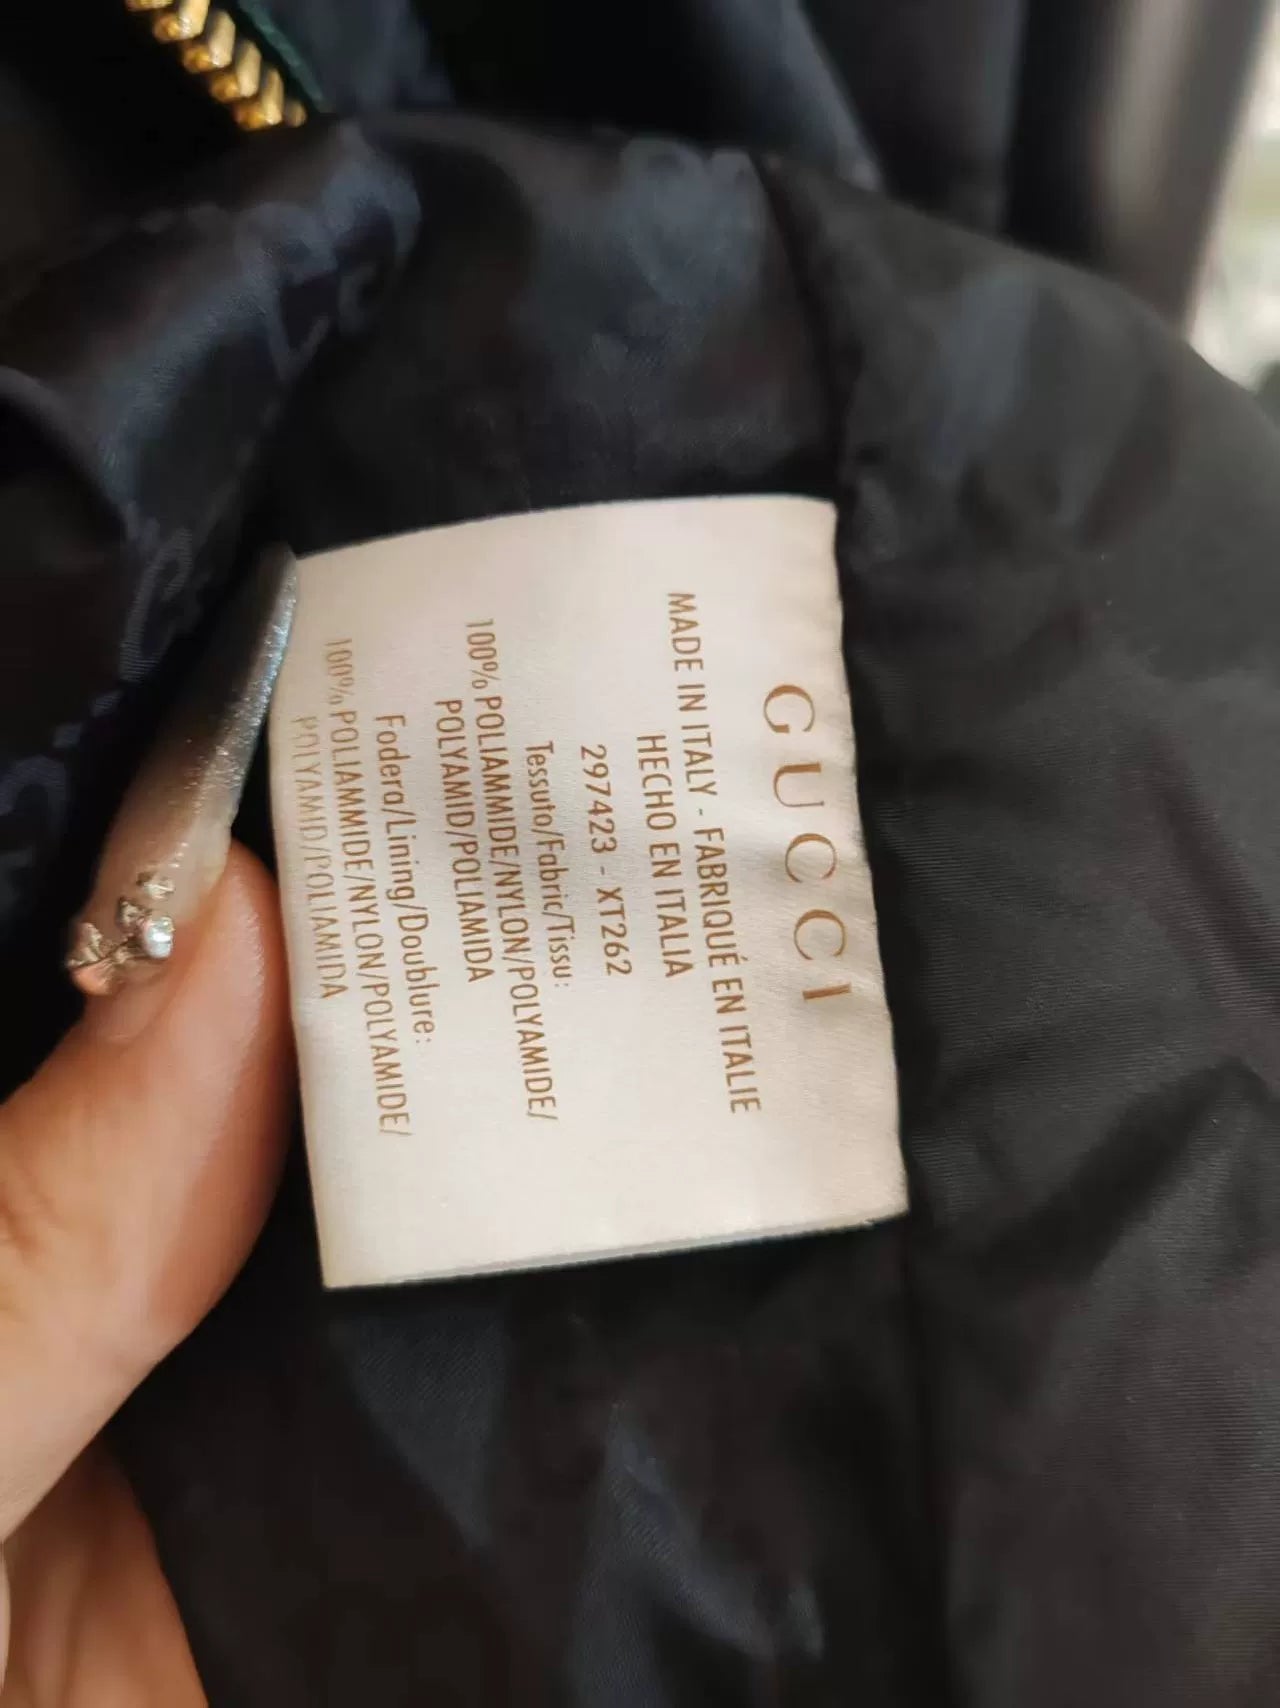 GUCCI
MADE IN ITALY - FABRIQUÉ EN ITALIE
HECHO EN ITALIA
297423 - XT262
Tessuto/Fabric/Tissu:
100% POLIAMMIDE/NYLON/POLYAMIDE/
POLYAMID/POLIAMIDA
Fodera/Lining/Doublure:
100% POLIAMMIDE/NYLON/POLYAMIDE/
POLYAMID/POLIAMIDA